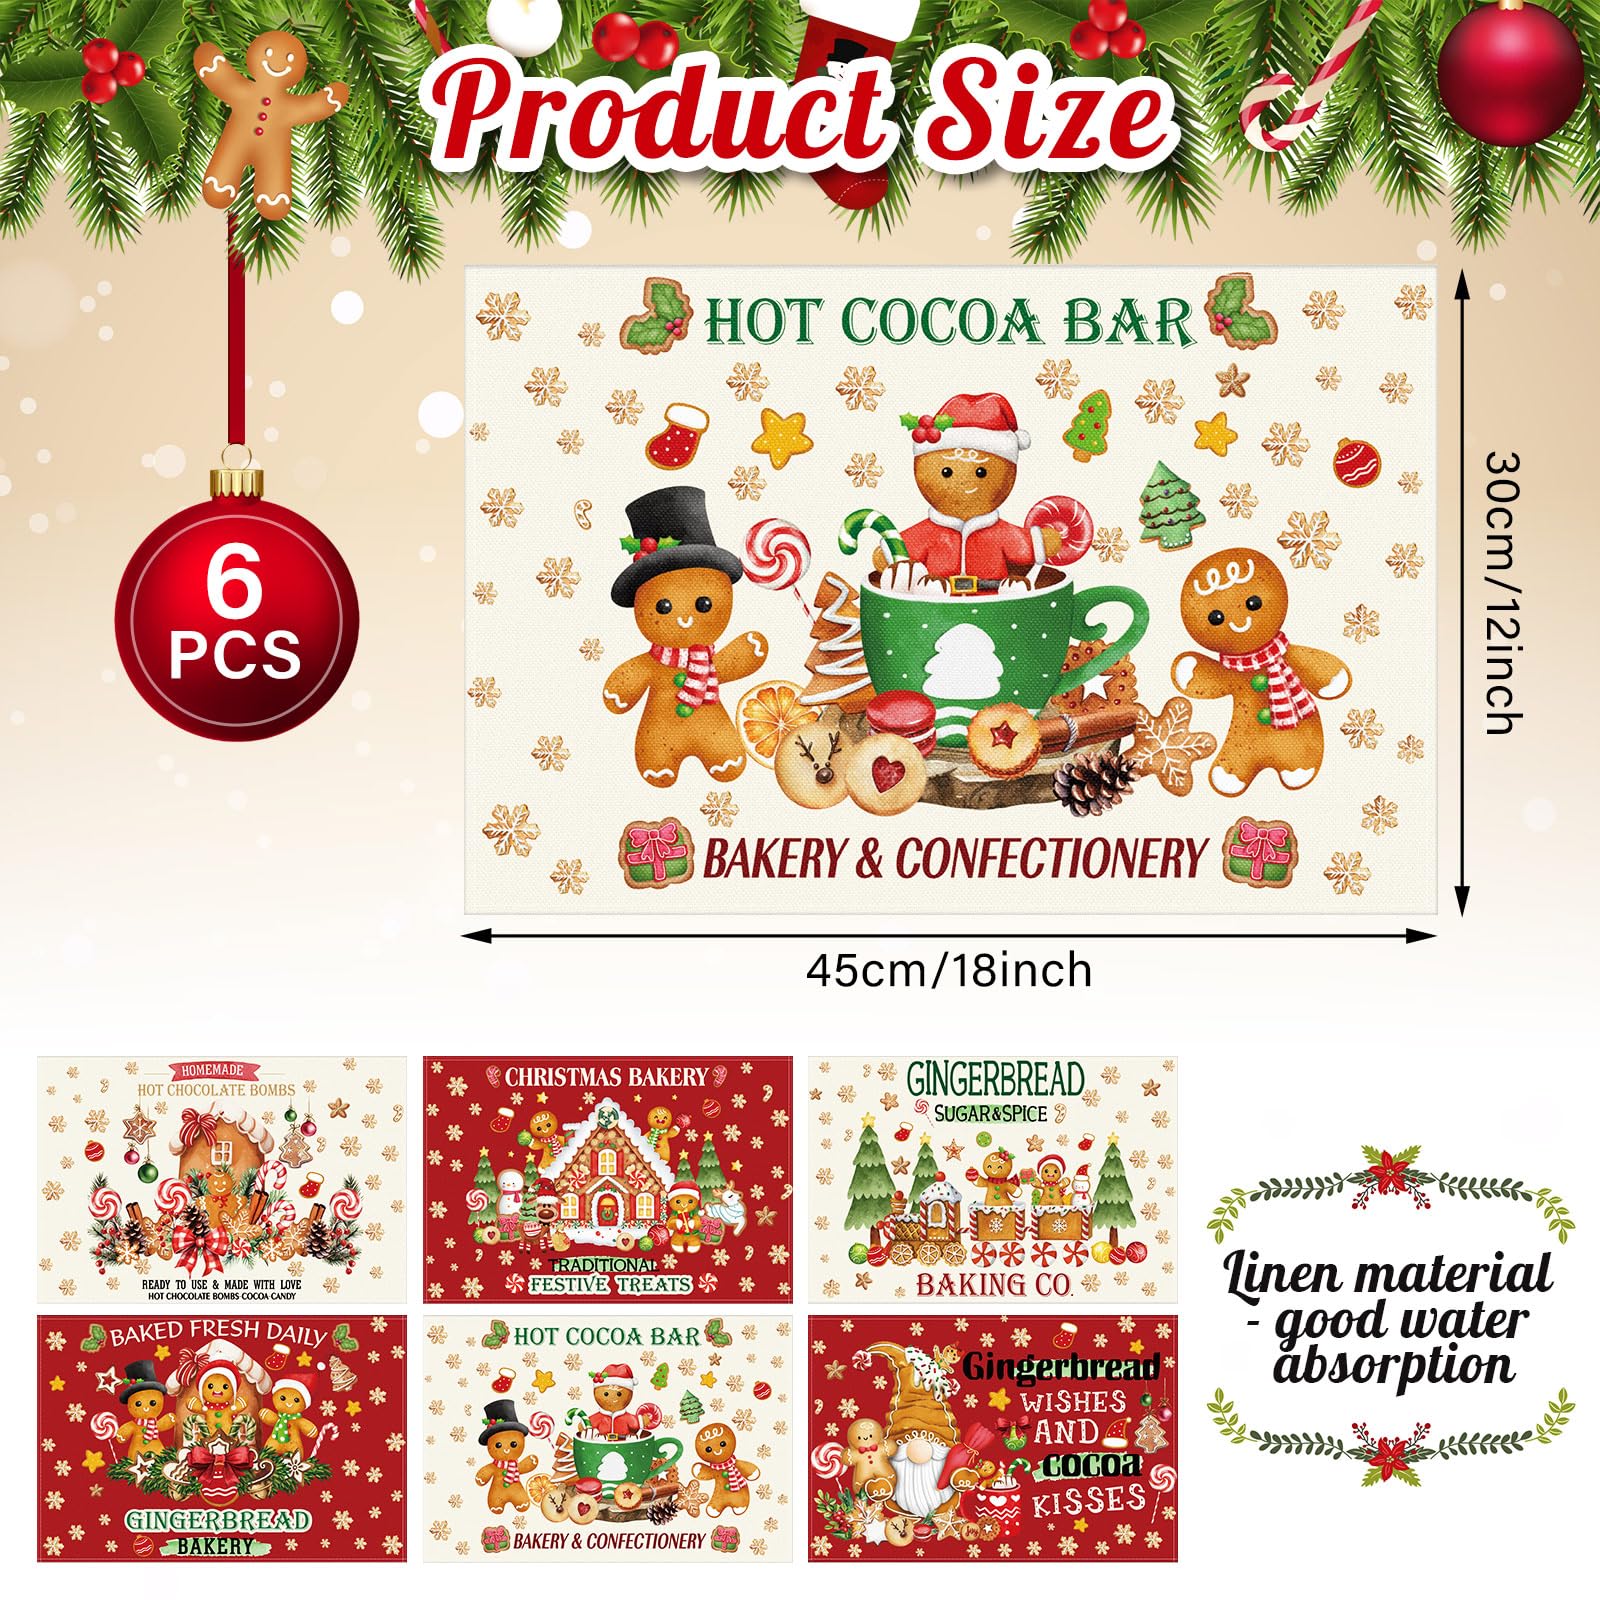 Product Size
6
PCS
HOT COCOA BAR
BAKERY & CONFECTIONERY
30cm/12inch
45cm/18inch
HOMEMADE
HOT CHOCOLATE BOMBS
READY TO USE & MADE WITH LOVE
HOT CHOCOLATE BOMBS·COCOA·CANDY
CHRISTMAS BAKERY
TRADITIONAL
FESTIVE TREATS
GINGERBREAD
SUGAR&SPICE
BAKING CO.
Linen material
- good water
absorption
BAKED FRESH DAILY
GINGERBREAD
BAKERY
HOT COCOA BAR
BAKERY & CONFECTIONERY
Gingerbread
WISHES
AND
COCOA
KISSES
Joy